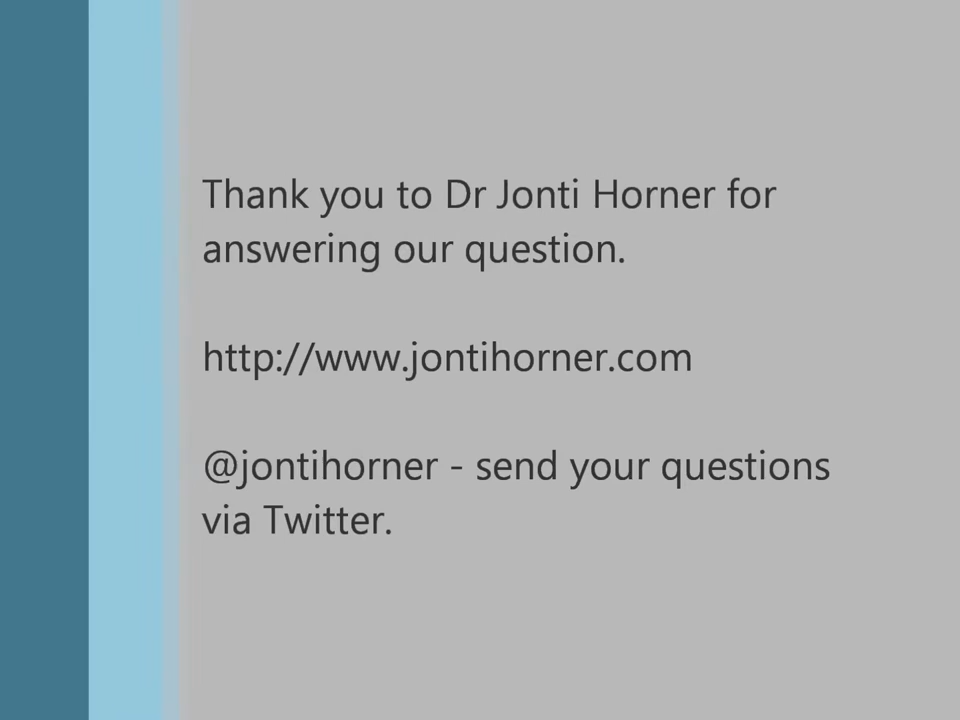 Thank you to Dr Jonti Horner for
answering our question.
http://www.jontihorner.com
@jontihorner - send your questions
via Twitter.